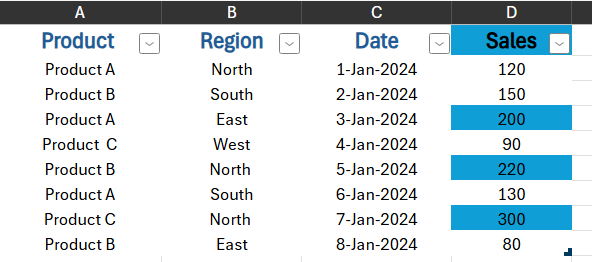 A B C D
Product Region Date Sales
Product A North 1-Jan-2024 120
Product B South 2-Jan-2024 150
Product A East 3-Jan-2024 200
Product  C West 4-Jan-2024 90
Product B North 5-Jan-2024 220
Product A South 6-Jan-2024 130
Product C North 7-Jan-2024 300
Product B East 8-Jan-2024 80